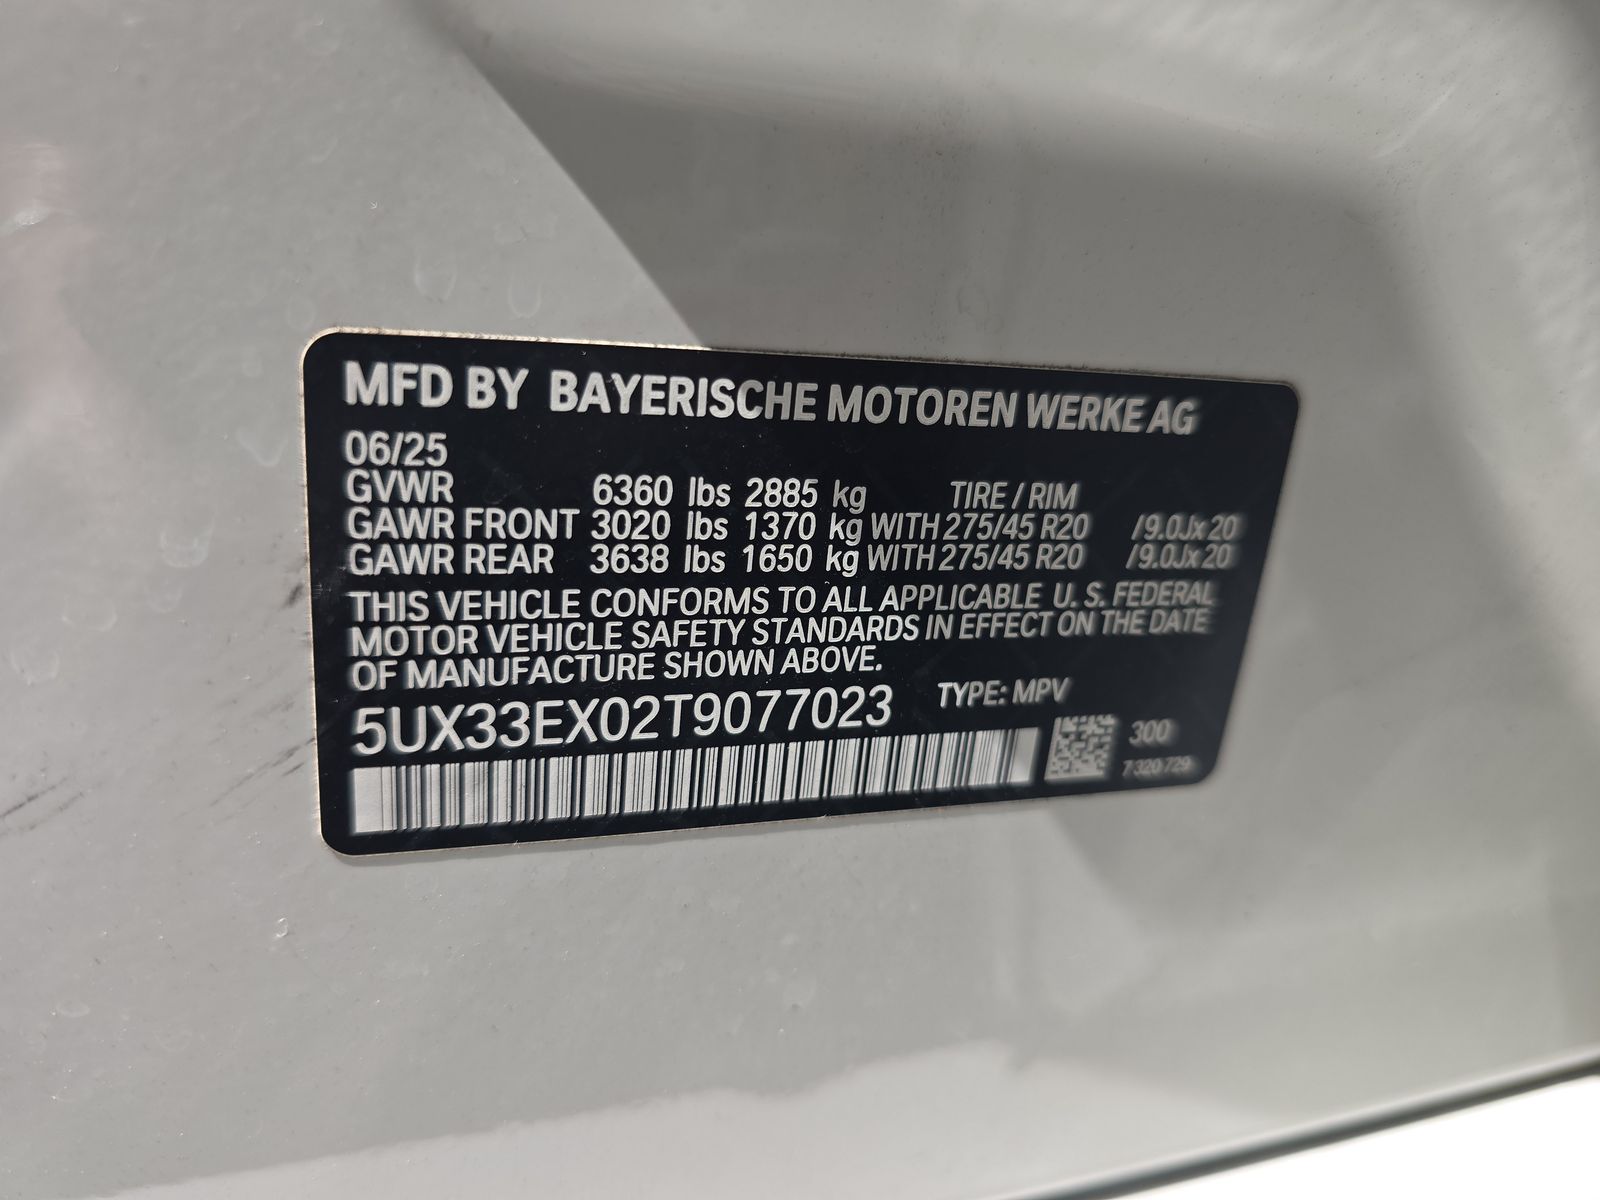 MFD BY BAYERISCHE MOTOREN WERKE AG
06/25
GVWR 6360 lbs 2885 kg TIRE / RIM
GAWR FRONT 3020 lbs 1370 kg WITH 275/45 R20 /9.0Jx20
GAWR REAR 3638 lbs 1650 kg WITH 275/45 R20 /9.0Jx20
THIS VEHICLE CONFORMS TO ALL APPLICABLE U. S. FEDERAL
MOTOR VEHICLE SAFETY STANDARDS IN EFFECT ON THE DATE
OF MANUFACTURE SHOWN ABOVE.
5UX33EX02T9077023 TYPE: MPV
300
7 320 729